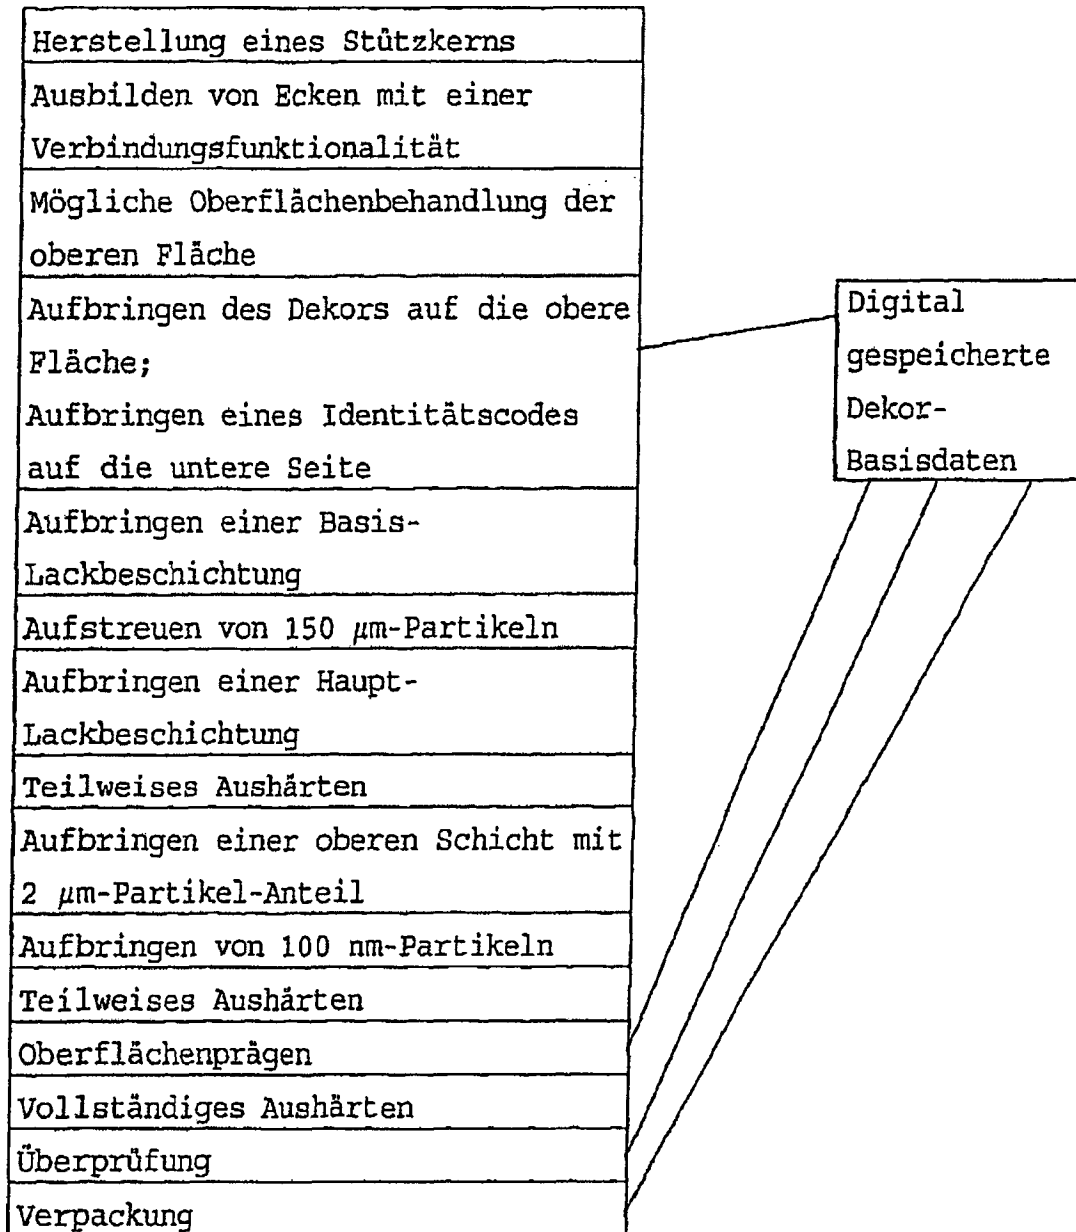 Herstellung eines Stützkerns
Ausbilden von Ecken mit einer
Verbindungsfunktionalität
Mögliche Oberflächenbehandlung der
oberen Fläche
Aufbringen des Dekors auf die obere
Fläche;
Aufbringen eines Identitätscodes
auf die untere Seite
Aufbringen einer Basis-
Lackbeschichtung
Aufstreuen von 150 μm-Partikeln
Aufbringen einer Haupt-
Lackbeschichtung
Teilweises Aushärten
Aufbringen einer oberen Schicht mit
2 μm-Partikel-Anteil
Aufbringen von 100 nm-Partikeln
Teilweises Aushärten
Oberflächenprägen
Vollständiges Aushärten
Überprüfung
Verpackung
Digital
gespeicherte
Dekor-
Basisdaten